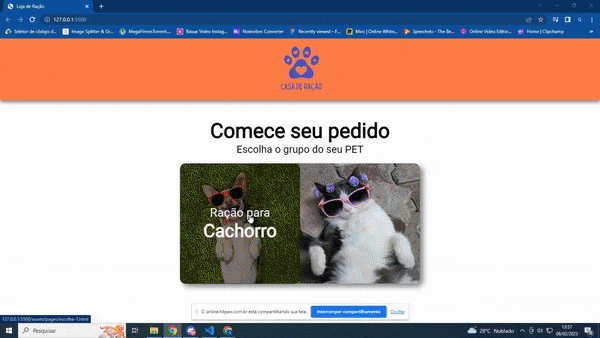 Loja de Ração
127.0.0.1:5500
Seletor de código d...
Image Splitter & Gr...
MegaFilmesTorrent...
Baixar Video Instag...
Notevibes Converter
Recently viewed – F...
Miro | Online White...
Speechelo - The Be...
Online Video Editor...
Home | Clipchamp
CASA DE RAÇÃO
Comece seu pedido
Escolha o grupo do seu PET
Ração para
Cachorro
127.0.0.1:5500/assets/pages/escolha-1.html
O online.hitpaw.com.br está compartilhando sua tela.
Interromper compartilhamento
Ocultar
Pesquisar
28°C Nublado
13:57
08/02/2023